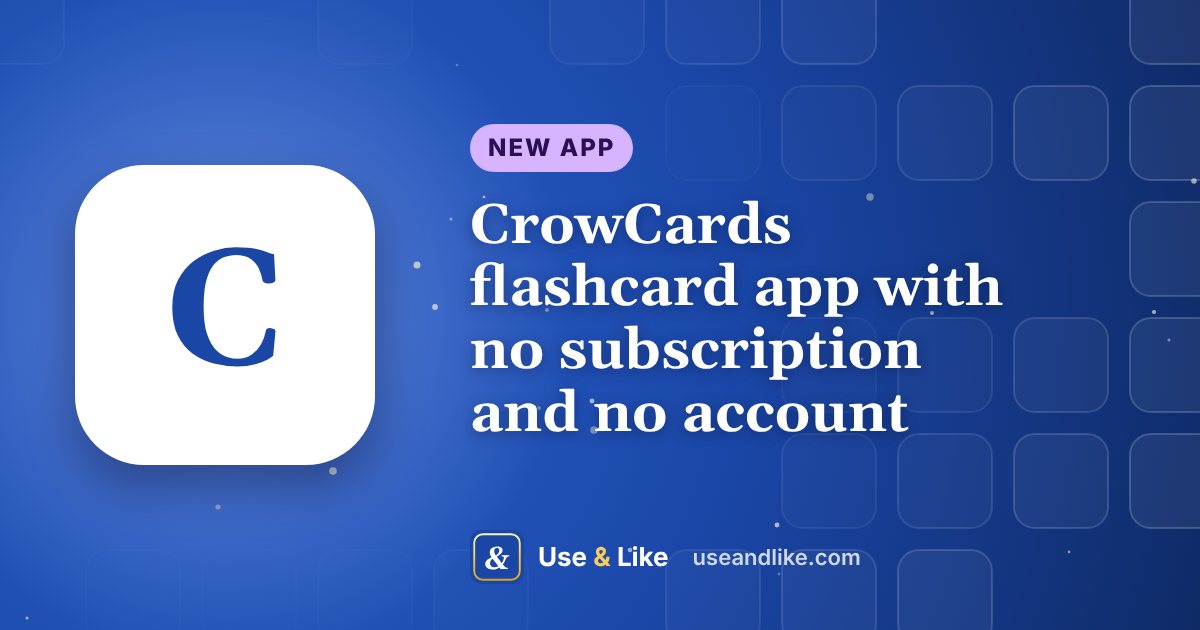 NEW APP
C
CrowCards
flashcard app with
no subscription
and no account
& Use & Like useandlike.com